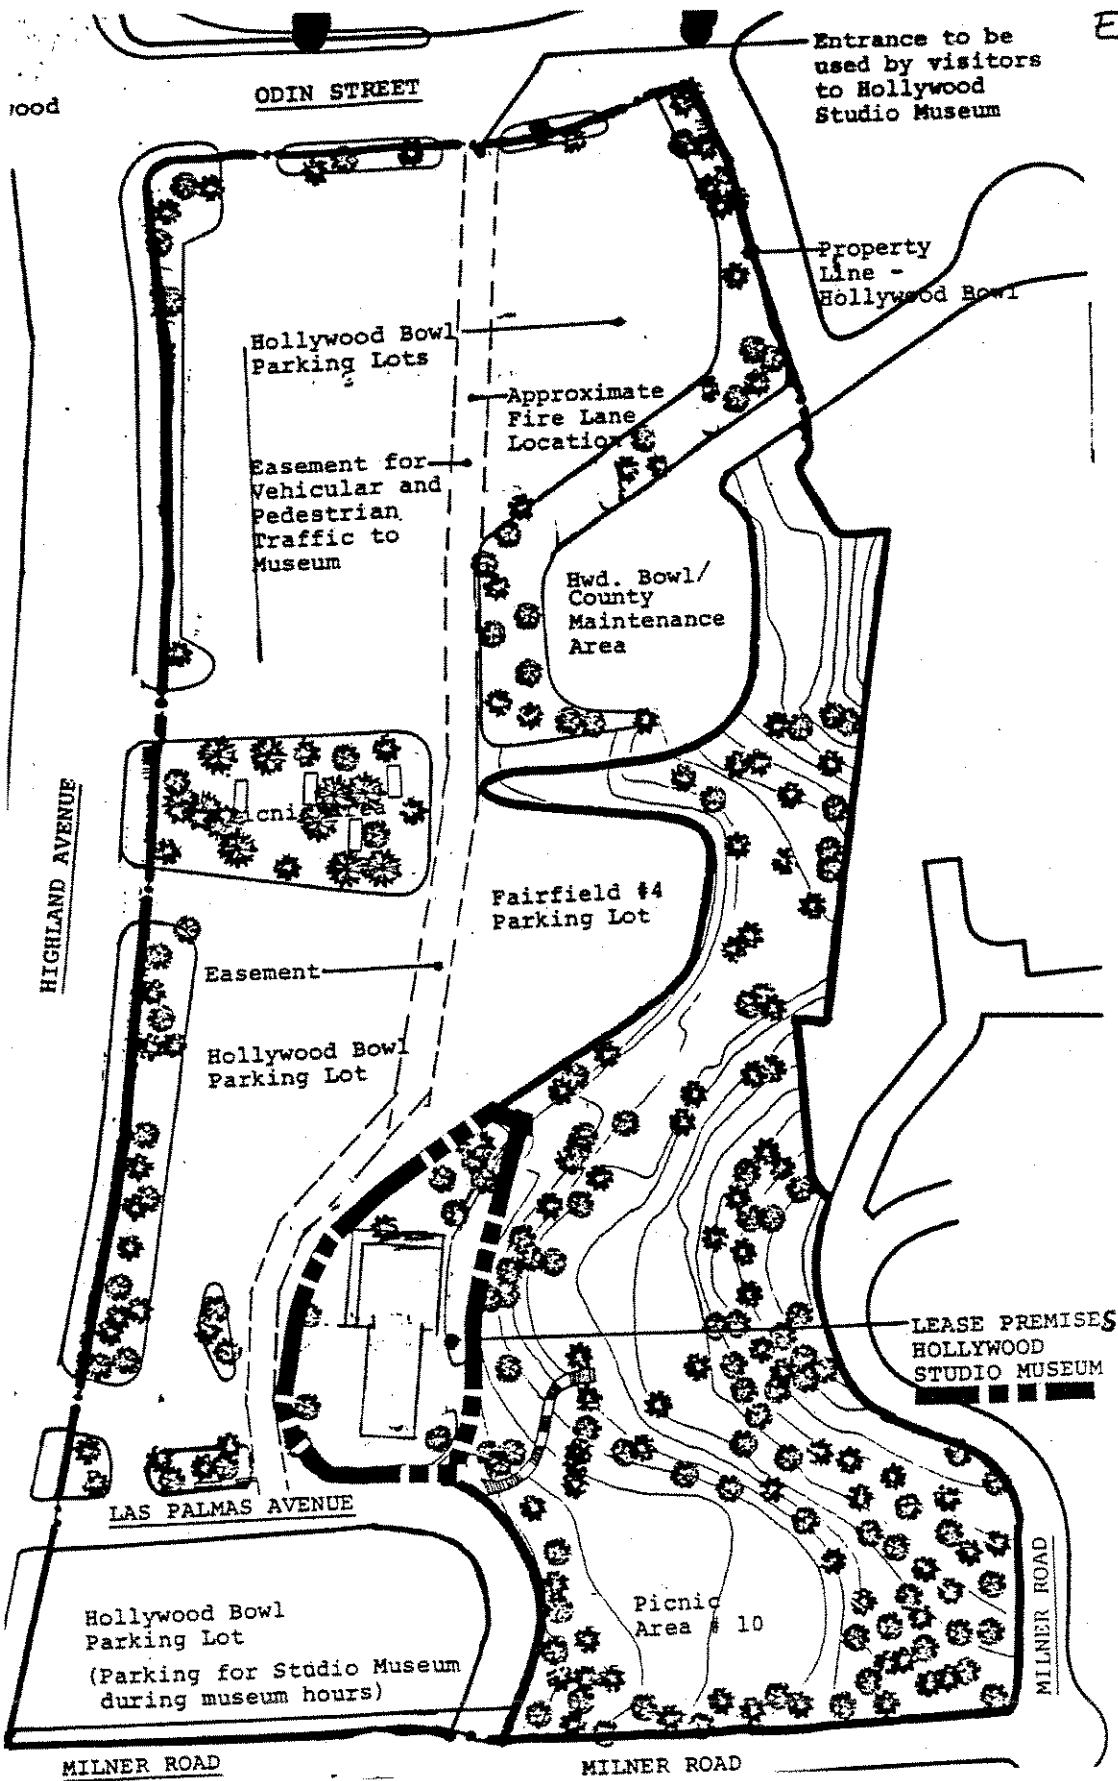 E
Entrance to be
used by visitors
to Hollywood
Studio Museum
ODIN STREET
ood
Property
Line -
Hollywood Bowl
Hollywood Bowl
Parking Lots
Approximate
Fire Lane
Location
Easement for
Vehicular and
Pedestrian
Traffic to
Museum
Hwd. Bowl/
County
Maintenance
Area
HIGHLAND AVENUE
icni
Fairfield #4
Parking Lot
Easement
Hollywood Bowl
Parking Lot
LEASE PREMISES
HOLLYWOOD
STUDIO MUSEUM
LAS PALMAS AVENUE
Hollywood Bowl
Parking Lot
(Parking for Studio Museum
during museum hours)
Picnic
Area # 10
MILNER ROAD
MILNER ROAD
MILNER ROAD